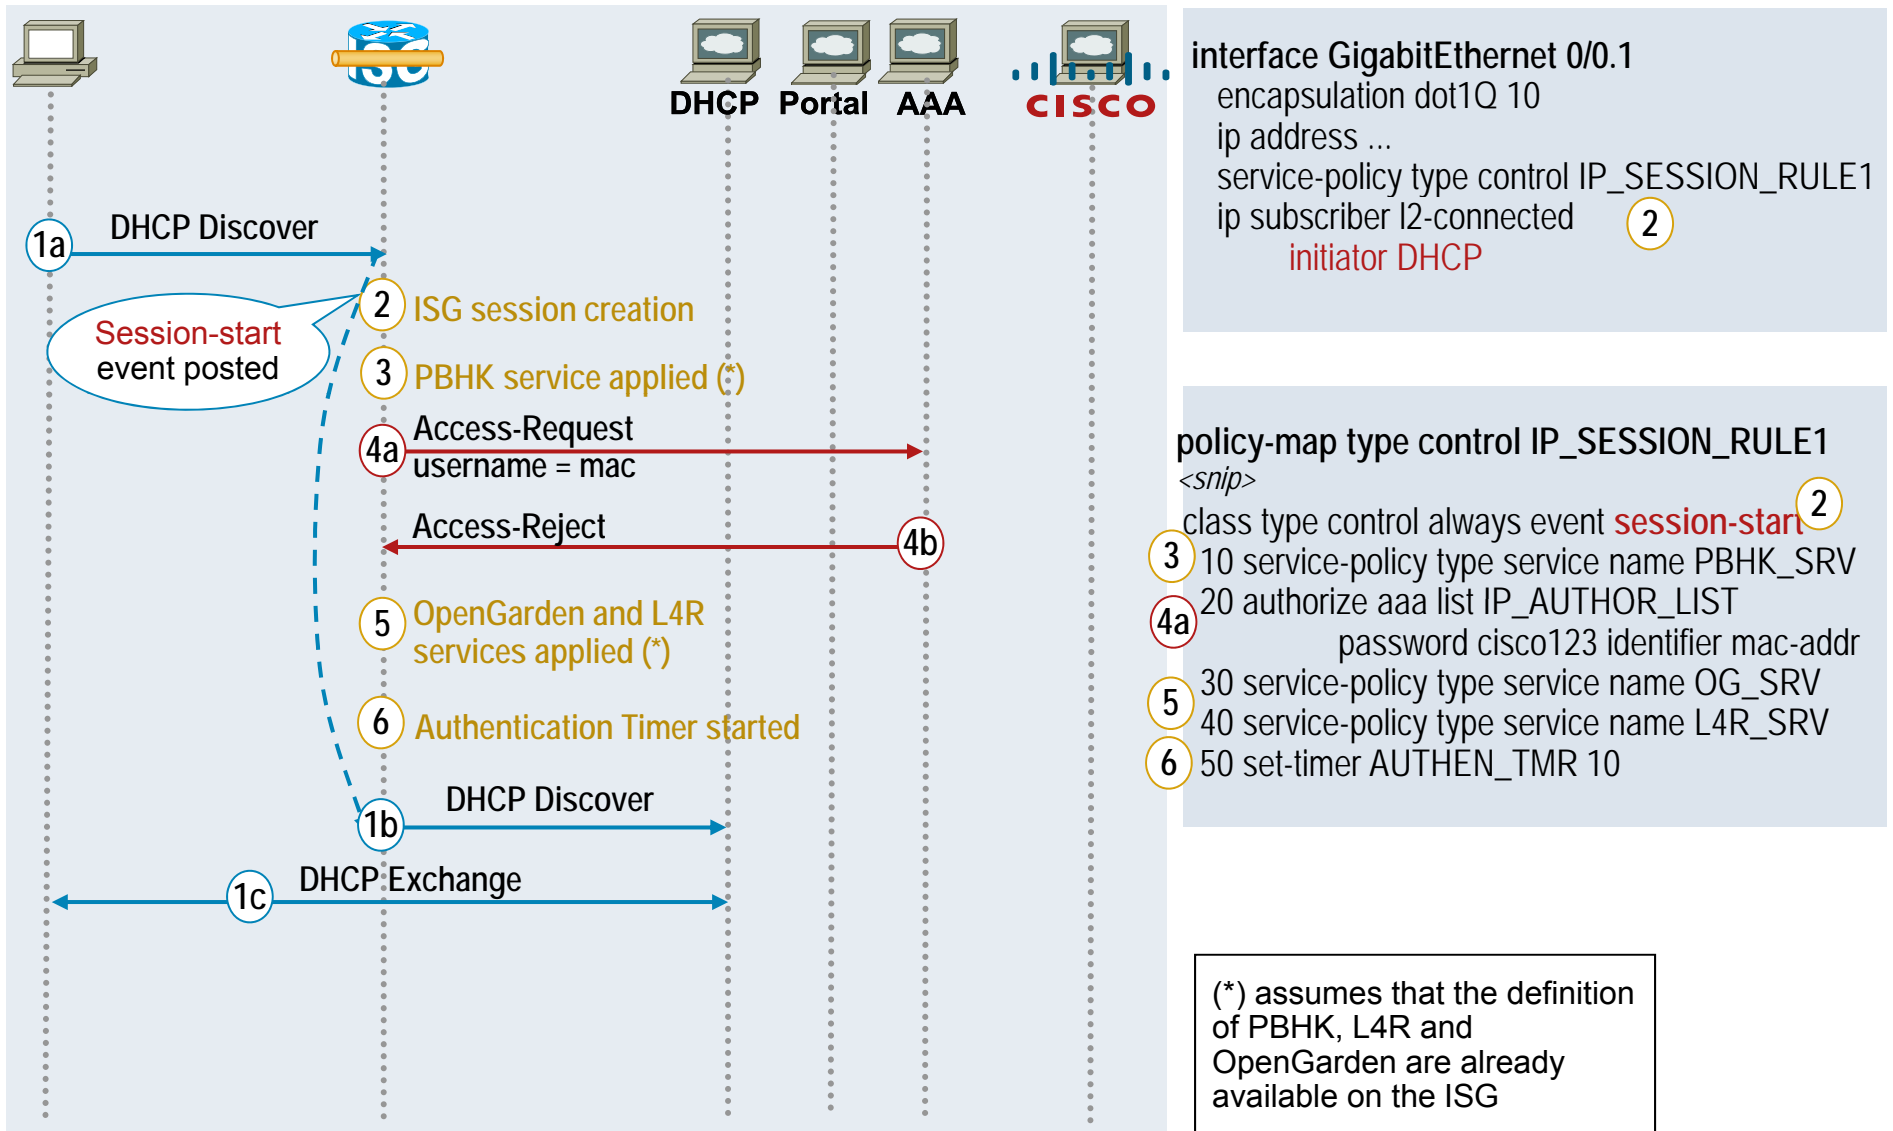 ISG
DHCP
Portal
AAA
CISCO
1a
DHCP Discover
Session-start
event posted
2
ISG session creation
3
PBHK service applied (*)
4a
Access-Request
username = mac
Access-Reject
4b
5
OpenGarden and L4R
services applied (*)
6
Authentication Timer started
1b
DHCP Discover
1c
DHCP Exchange
interface GigabitEthernet 0/0.1
encapsulation dot1Q 10
ip address ...
service-policy type control IP_SESSION_RULE1
ip subscriber l2-connected
2
initiator DHCP
policy-map type control IP_SESSION_RULE1
<snip>
2
class type control always event session-start
3
10 service-policy type service name PBHK_SRV
4a
20 authorize aaa list IP_AUTHOR_LIST
password cisco123 identifier mac-addr
5
30 service-policy type service name OG_SRV
40 service-policy type service name L4R_SRV
6
50 set-timer AUTHEN_TMR 10
(*) assumes that the definition
of PBHK, L4R and
OpenGarden are already
available on the ISG